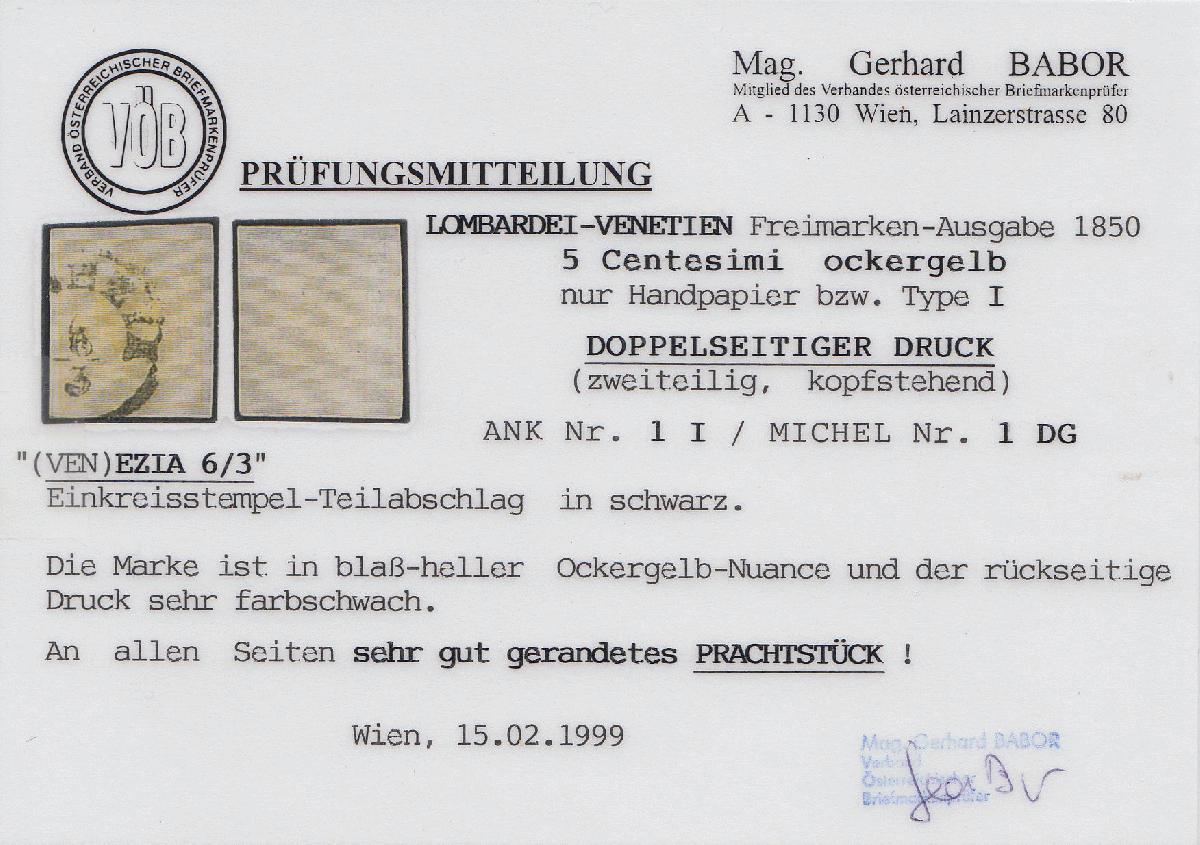 Mag. Gerhard BABOR
Mitglied des Verbandes österreichischer Briefmarkenprüfer
A - 1130 Wien, Lainzerstrasse 80
VERBAND ÖSTERREICHISCHER BRIEFMARKENPRÜFER
VÖB
PRÜFUNGSMITTEILUNG
LOMBARDEI-VENETIEN Freimarken-Ausgabe 1850
5 Centesimi ockergelb
nur Handpapier bzw. Type I
DOPPELSEITIGER DRUCK
(zweiteilig, kopfstehend)
ANK Nr. 1 I / MICHEL Nr. 1 DG
"(VEN)EZIA 6/3"
Einkreisstempel-Teilabschlag in schwarz.
Die Marke ist in blaß-heller Ockergelb-Nuance und der rückseitige
Druck sehr farbschwach.
An allen Seiten sehr gut gerandetes PRACHTSTÜCK !
Wien, 15.02.1999
Mag. Gerhard BABOR
Verband
Österreichischer
Briefmarkenprüfer